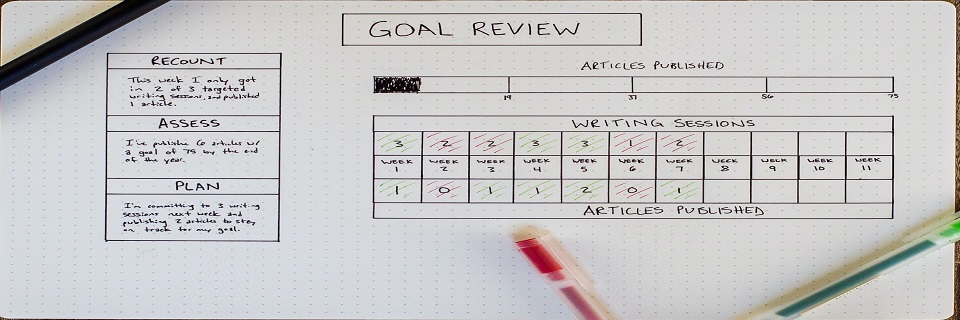 GOAL REVIEW
RECOUNT
This week I only got
in 2 of 3 targeted
writing sessions, and published
1 article.
ASSESS
I've publishe 6 articles w/
a goal of 75 by the end
of the year.
PLAN
I'm committing to 3 writing
sessions next week and
publishing 2 articles to stay
on track for my goal.
ARTICLES PUBLISHED
19 37 56 75
WRITING SESSIONS
3 2 2 3 3 1 2
WEEK WEEK WEEK WEEK WEEK WEEK WEEK WEEK WEEK WEEK WEEK
1 2 3 4 5 6 7 8 9 10 11
1 0 1 1 2 0 1
ARTICLES PUBLISHED